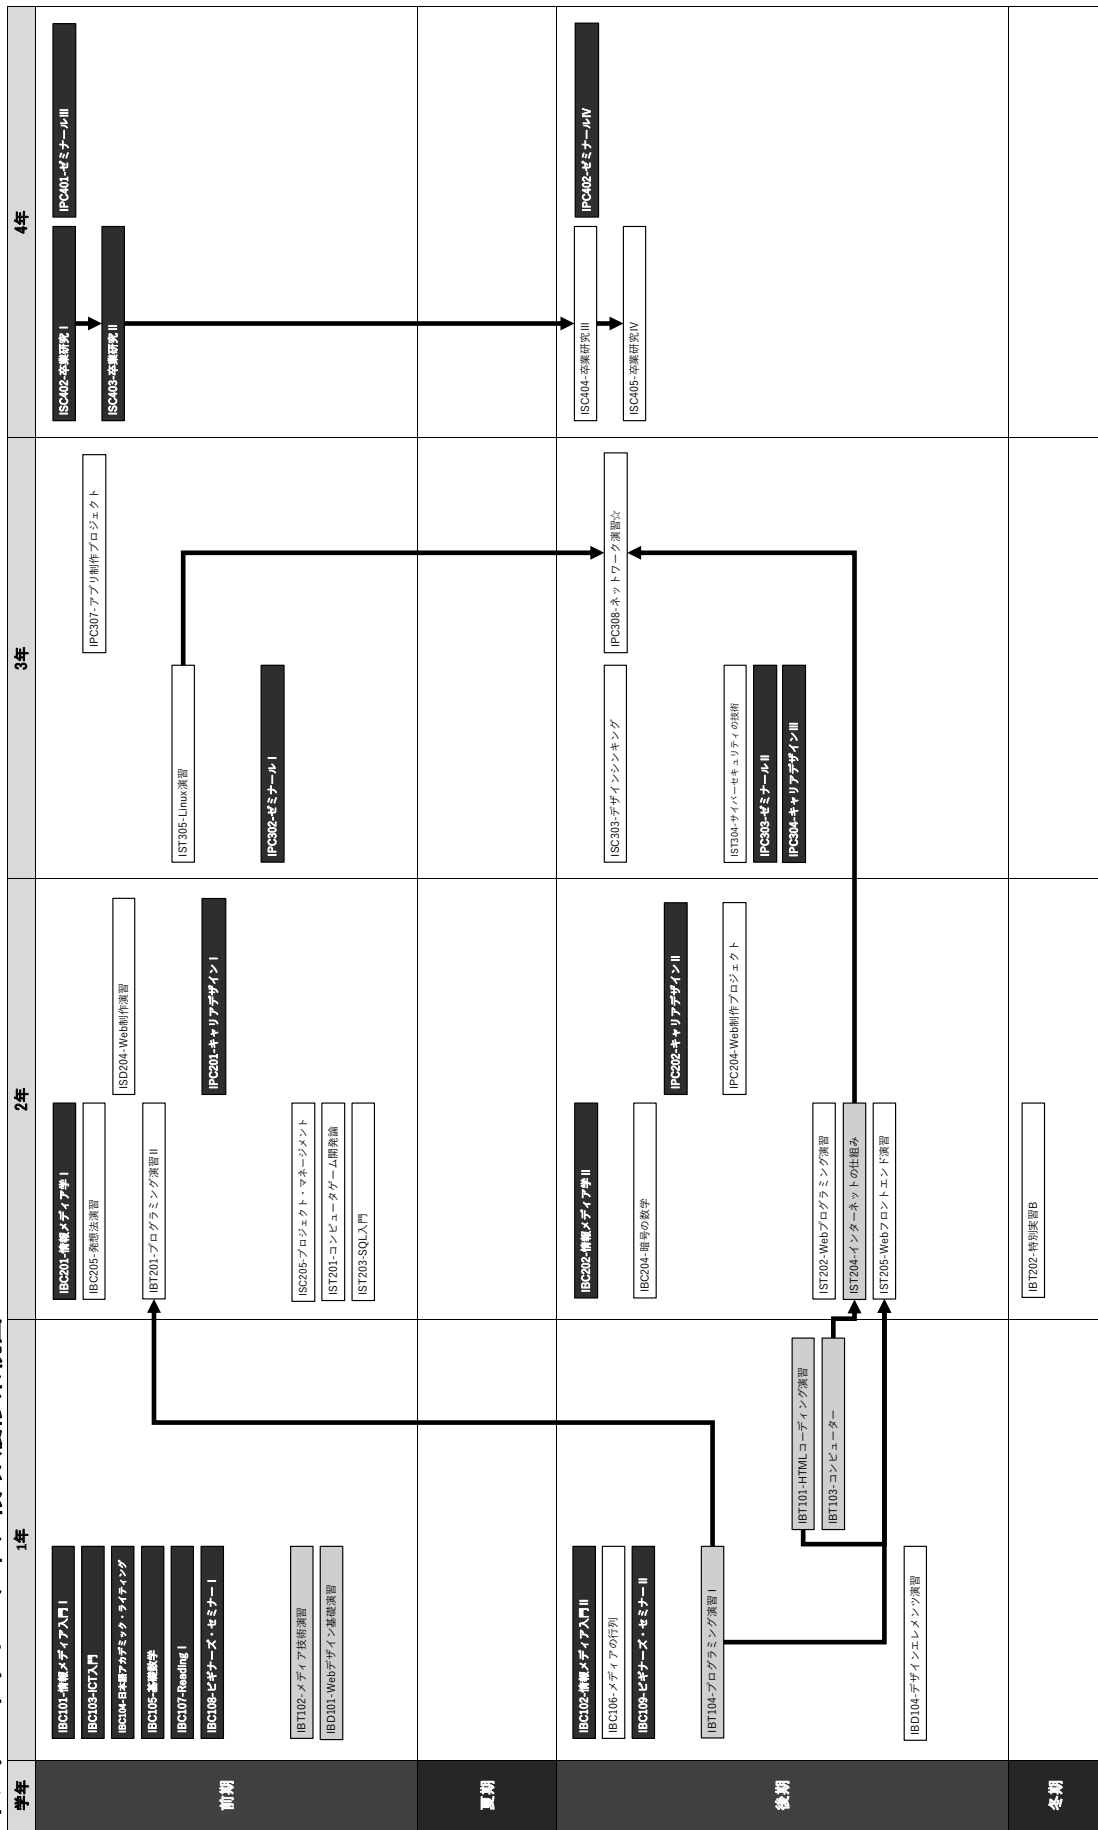 学年
1年
2年
3年
4年
前期
IBC101-情報メディア入門 I
IBC103-ICT入門
IBC104-日本語アカデミック・ライティング
IBC105-基礎数学
IBC107-Reading I
IBC108-ビギナーズ・セミナー I
IBT102-メディア技術演習
IBD101-Webデザイン基礎演習
IBC201-情報メディア学 I
IBC205-発想法演習
ISD204-Web制作演習
IBT201-プログラミング演習 II
IPC201-キャリアデザイン I
ISC205-プロジェクト・マネージメント
IST201-コンピュータゲーム開発論
IST203-SQL入門
IPC307-アプリ制作プロジェクト
IST305-Linux演習
IPC302-ゼミナール I
IPC401-ゼミナールIII
ISC402-卒業研究 I
ISC403-卒業研究 II
夏期
後期
IBC102-情報メディア入門 II
IBC106-メディアの行列
IBC109-ビギナーズ・セミナー II
IBT104-プログラミング演習 I
IBT101-HTMLコーディング演習
IBT103-コンピューター
IBD104-デザインエレメンツ演習
IBC202-情報メディア学 II
IBC204-暗号の数学
IPC202-キャリアデザイン II
IPC204-Web制作プロジェクト
IST202-Webプログラミング演習
IST204-インターネットの仕組み
IST205-Webフロントエンド演習
IPC308-ネットワーク演習☆
ISC303-デザインシンキング
IST304-サイバーセキュリティの技術
IPC303-ゼミナール II
IPC304-キャリアデザインIII
IPC402-ゼミナールIV
ISC404-卒業研究III
ISC405-卒業研究IV
冬期
IBT202-特別実習B